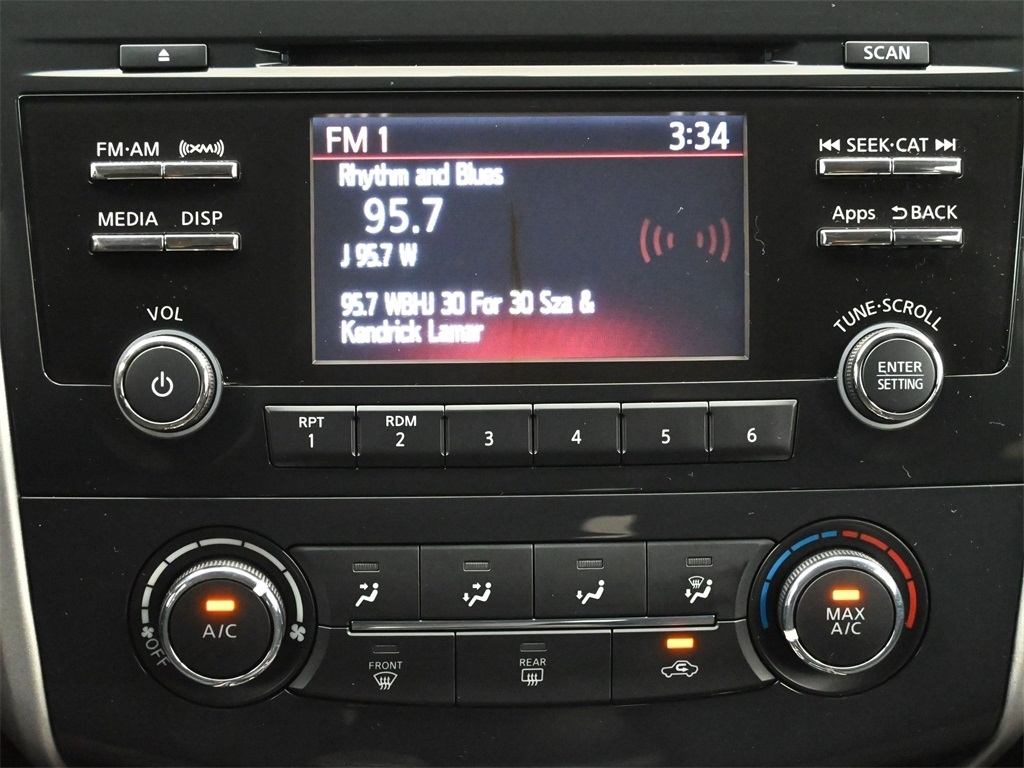 SCAN
FM·AM
((XM))
FM 1
3:34
SEEK·CAT
Rhythm and Blues
95.7
MEDIA
DISP
Apps
BACK
J 95.7 W
95.7 WBHJ 30 For 30 Sza &
Kendrick Lamar
VOL
TUNE·SCROLL
ENTER
SETTING
RPT
1
RDM
2
3
4
5
6
A/C
OFF
MAX
A/C
FRONT
REAR